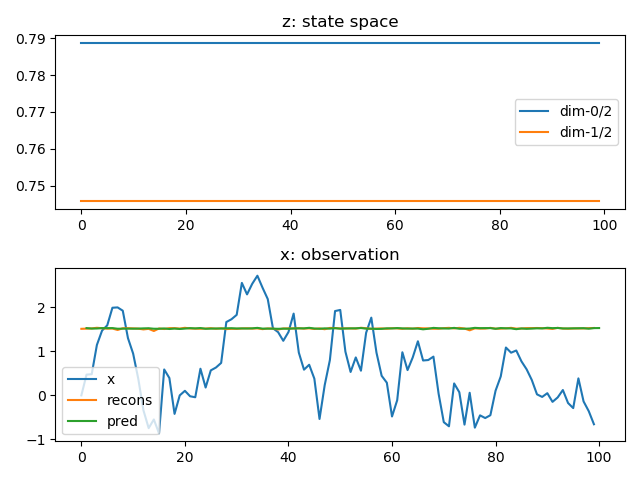 z: state space
0.79
0.78
0.77
0.76
0.75
dim-0/2
dim-1/2
0 20 40 60 80 100
x: observation
2
1
0
−1
x
recons
pred
0 20 40 60 80 100